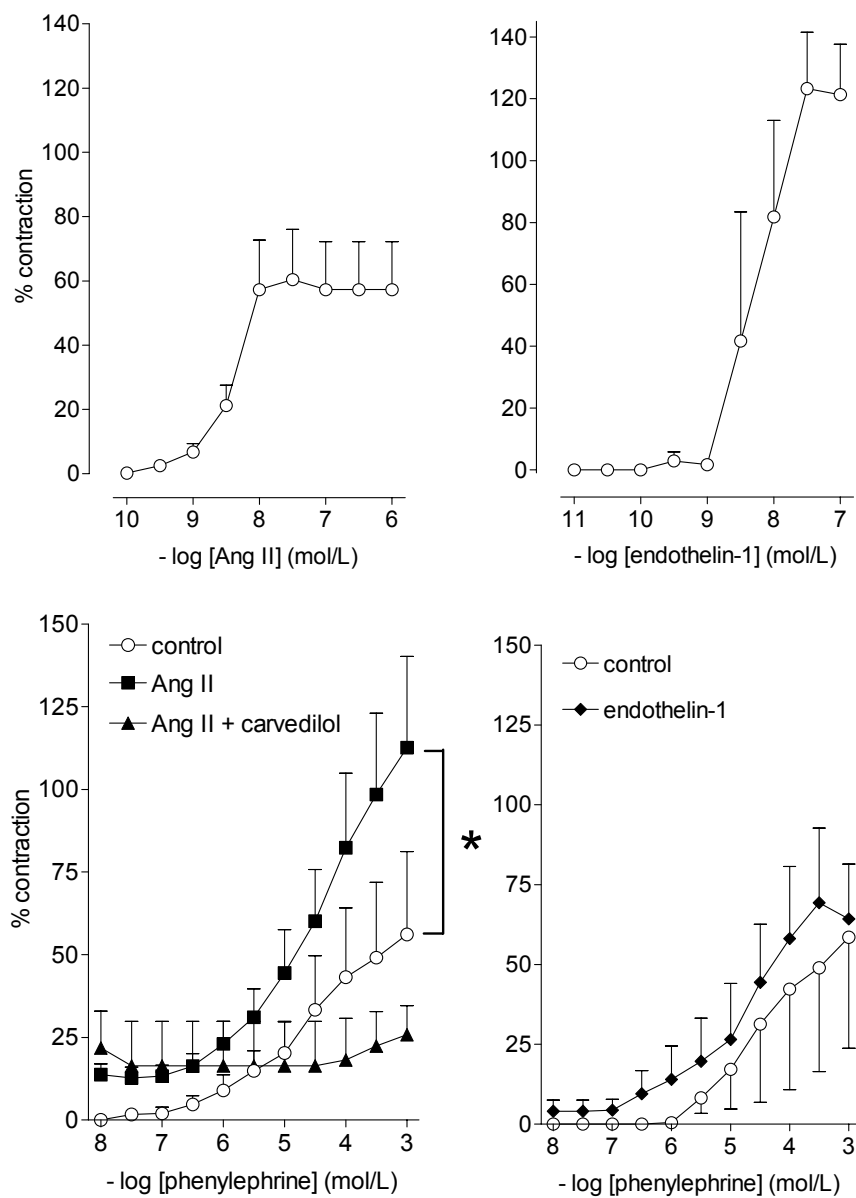 140
120
100
80
60
40
20
0
% contraction
10 9 8 7 6
- log [Ang II] (mol/L)
140
120
100
80
60
40
20
0
11 10 9 8 7
- log [endothelin-1] (mol/L)
150
125
100
75
50
25
0
% contraction
control
Ang II
Ang II + carvedilol
*
8 7 6 5 4 3
- log [phenylephrine] (mol/L)
150
125
100
75
50
25
0
control
endothelin-1
8 7 6 5 4 3
- log [phenylephrine] (mol/L)